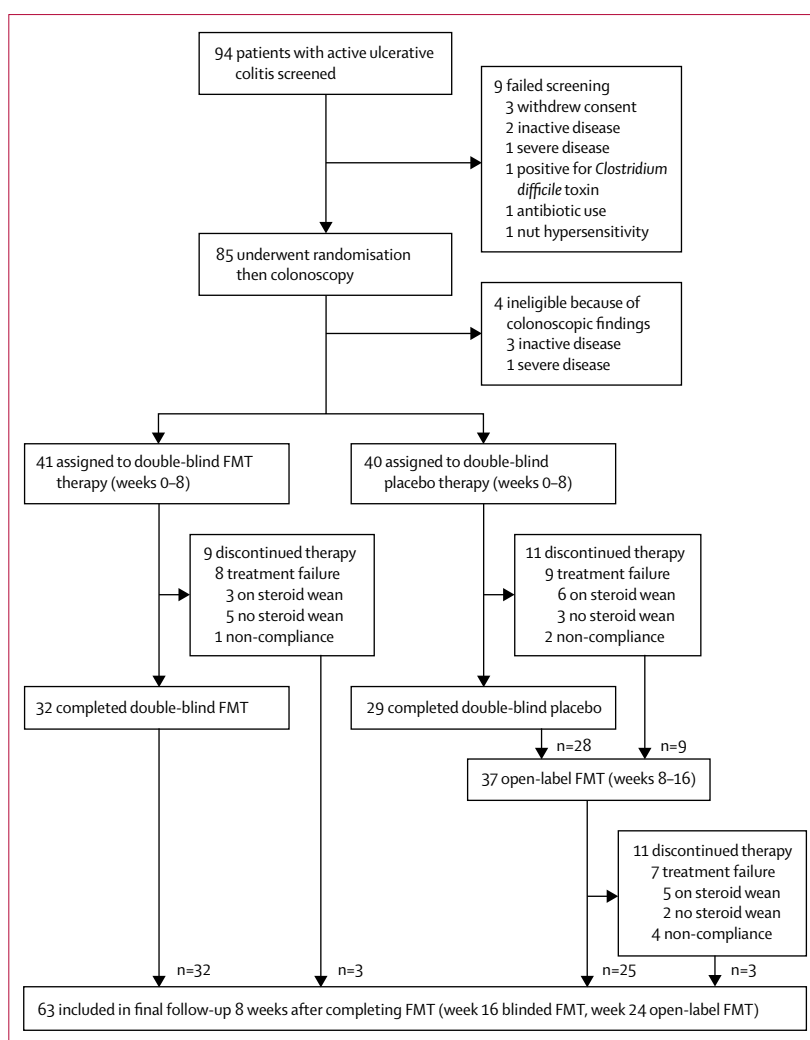 94 patients with active ulcerative
colitis screened
9 failed screening
3 withdrew consent
2 inactive disease
1 severe disease
1 positive for Clostridium
difficile toxin
1 antibiotic use
1 nut hypersensitivity
85 underwent randomisation
then colonoscopy
4 ineligible because of
colonoscopic findings
3 inactive disease
1 severe disease
41 assigned to double-blind FMT
therapy (weeks 0–8)
40 assigned to double-blind
placebo therapy (weeks 0–8)
9 discontinued therapy
8 treatment failure
3 on steroid wean
5 no steroid wean
1 non-compliance
11 discontinued therapy
9 treatment failure
6 on steroid wean
3 no steroid wean
2 non-compliance
32 completed double-blind FMT
29 completed double-blind placebo
n=28
n=9
37 open-label FMT (weeks 8–16)
11 discontinued therapy
7 treatment failure
5 on steroid wean
2 no steroid wean
4 non-compliance
n=32
n=3
n=25
n=3
63 included in final follow-up 8 weeks after completing FMT (week 16 blinded FMT, week 24 open-label FMT)